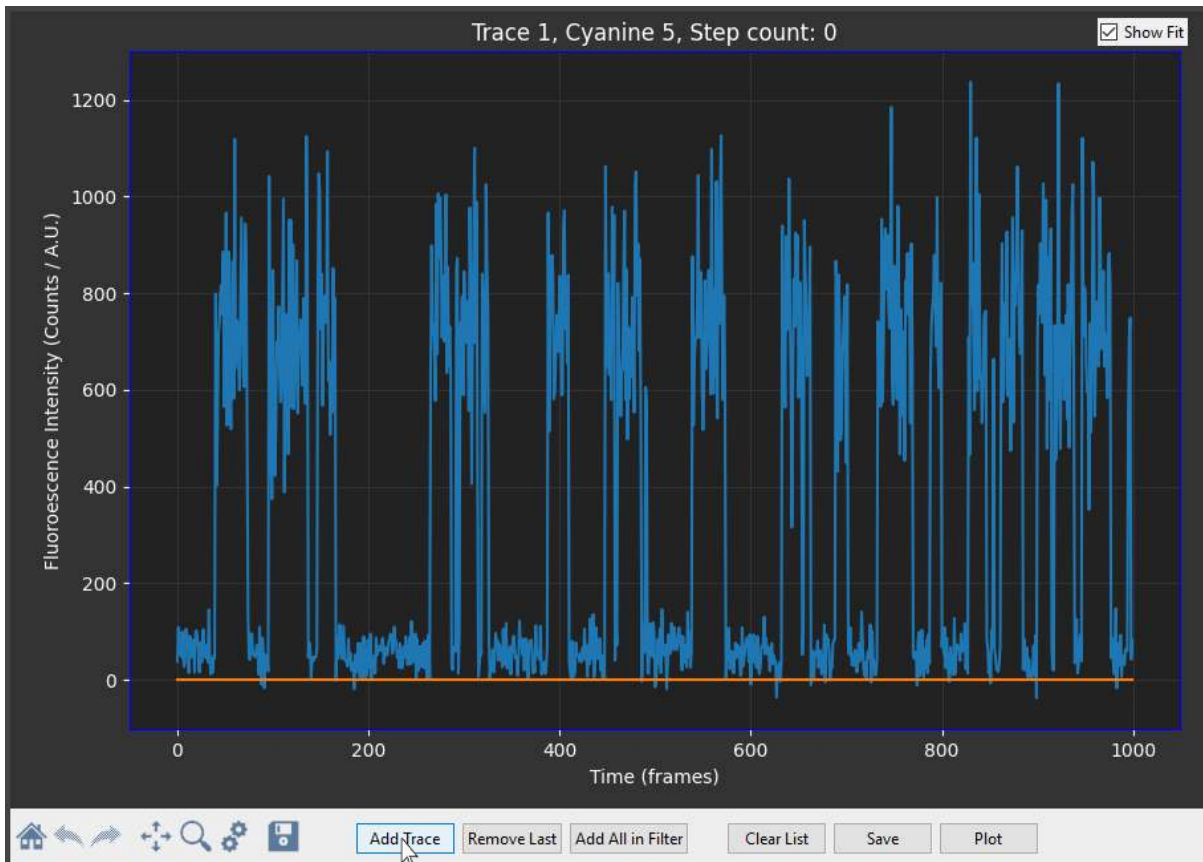 Trace 1, Cyanine 5, Step count: 0
Show Fit
Fluoroescence Intensity (Counts / A.U.)
1200
1000
800
600
400
200
0
0 200 400 600 800 1000
Time (frames)
Add Trace Remove Last Add All in Filter Clear List Save Plot